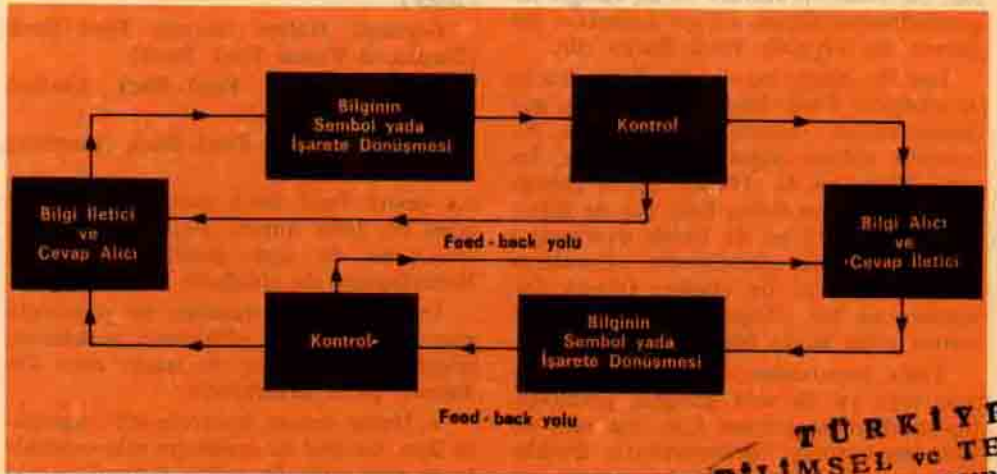 Bilginin
Sembol yada
İşarete Dönüşmesi
Kontrol
Bilgi İletici
ve
Cevap Alıcı
Bilgi Alıcı
ve
Cevap İletici
Feed-back yolu
Kontrol
Bilginin
Sembol yada
İşarete Dönüşmesi
Feed-back yolu
TÜRKİY
BİLİMSEL ve TE